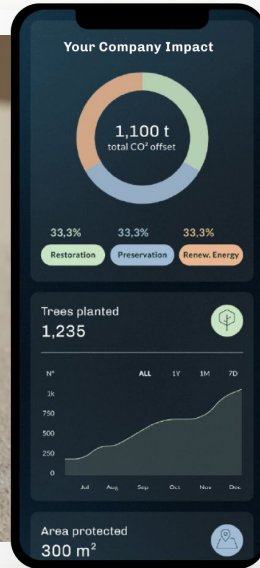 Your Company Impact
1,100 t
total CO² offset
33,3% 33,3% 33,3%
Restoration Preservation Renew. Energy
Trees planted
1,235
N° ALL 1Y 1M 7D
1k
750
500
250
0
Jul Aug Sep Oct Nov Dec
Area protected
300 m²